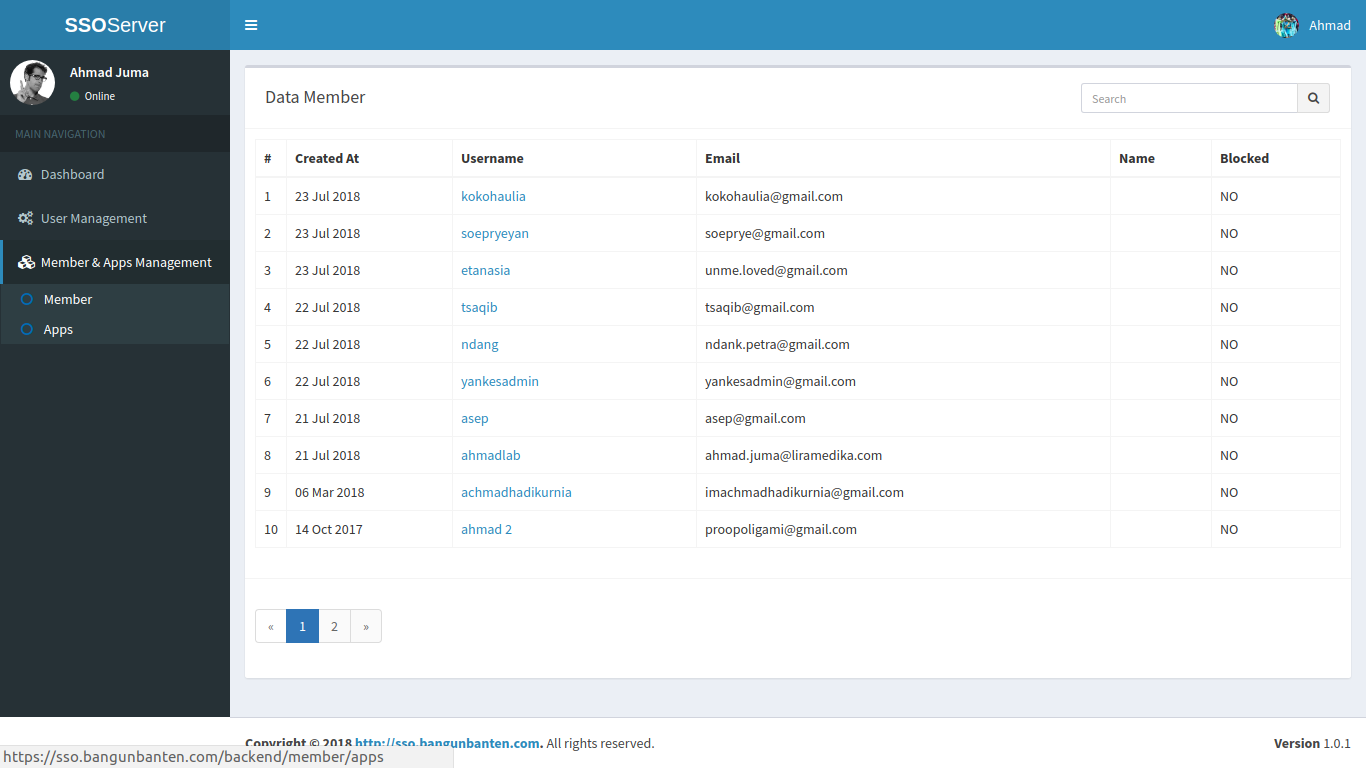 SSOServer
Ahmad
Ahmad Juma
Online
MAIN NAVIGATION
Dashboard
User Management
Member & Apps Management
Member
Apps
Data Member
Search
# Created At Username Email Name Blocked
1 23 Jul 2018 kokohaulia kokohaulia@gmail.com NO
2 23 Jul 2018 soepryeyan soeprye@gmail.com NO
3 23 Jul 2018 etanasia unme.loved@gmail.com NO
4 22 Jul 2018 tsaqib tsaqib@gmail.com NO
5 22 Jul 2018 ndang ndank.petra@gmail.com NO
6 22 Jul 2018 yankesadmin yankesadmin@gmail.com NO
7 21 Jul 2018 asep asep@gmail.com NO
8 21 Jul 2018 ahmadlab ahmad.juma@liramedika.com NO
9 06 Mar 2018 achmadhadikurnia imachmadhadikurnia@gmail.com NO
10 14 Oct 2017 ahmad 2 proopoligami@gmail.com NO
« 1 2 »
Copyright © 2018 http://sso.bangunbanten.com. All rights reserved.
Version 1.0.1
https://sso.bangunbanten.com/backend/member/apps